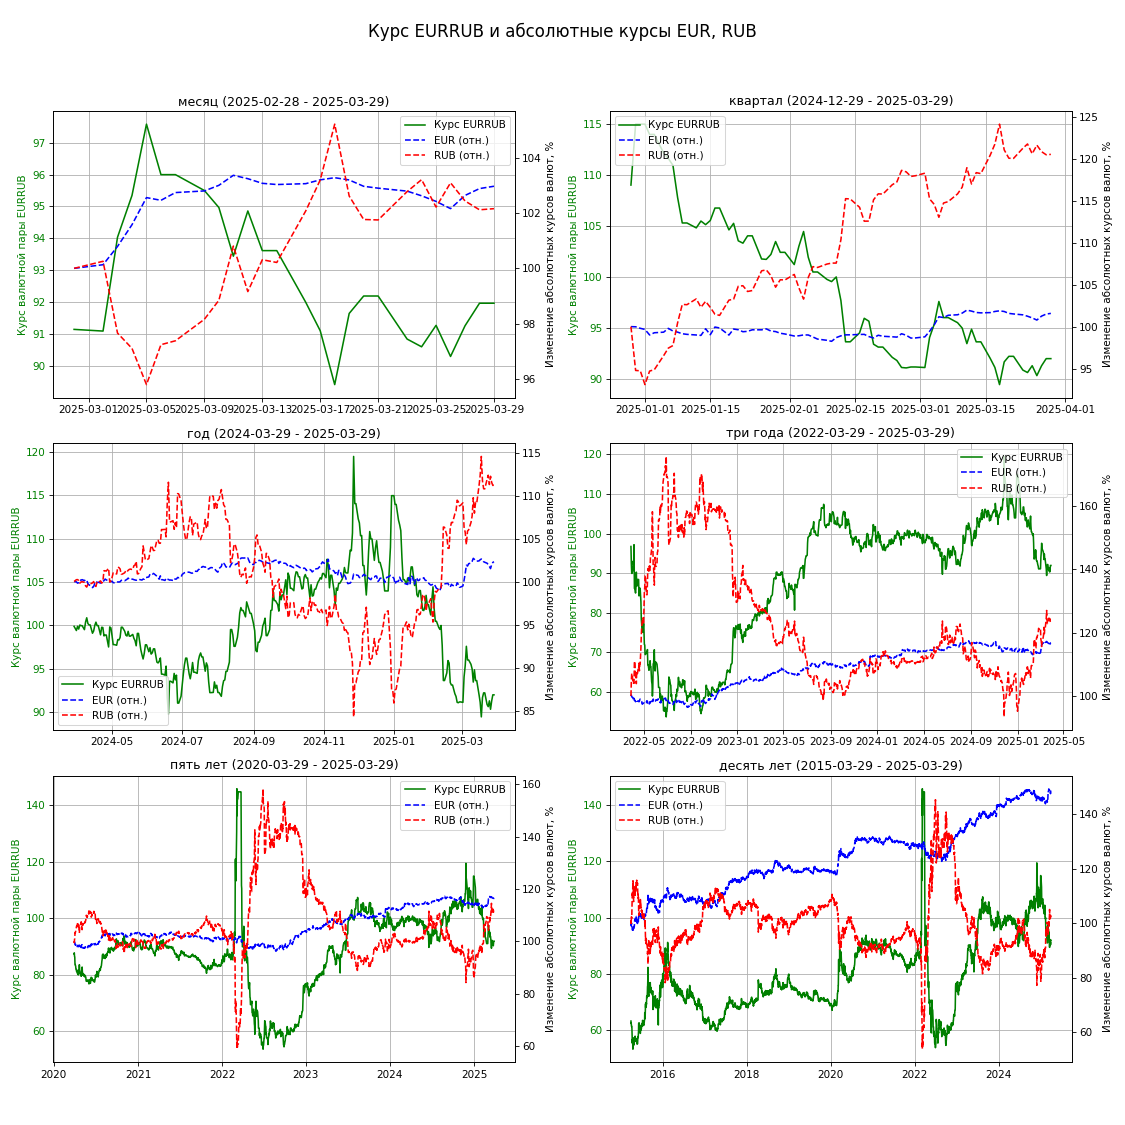 Курс EURRUB и абсолютные курсы EUR, RUB
месяц (2025-02-28 - 2025-03-29)
Курс валютной пары EURRUB
97
96
95
94
93
92
91
90
Курс EURRUB
EUR (отн.)
RUB (отн.)
104
102
100
98
96
Изменение абсолютных курсов валют, %
2025-03-01 2025-03-05 2025-03-09 2025-03-13 2025-03-17 2025-03-21 2025-03-25 2025-03-29
квартал (2024-12-29 - 2025-03-29)
Курс валютной пары EURRUB
115
110
105
100
95
90
Курс EURRUB
EUR (отн.)
RUB (отн.)
125
120
115
110
105
100
95
Изменение абсолютных курсов валют, %
2025-01-01 2025-01-15 2025-02-01 2025-02-15 2025-03-01 2025-03-15 2025-04-01
год (2024-03-29 - 2025-03-29)
Курс валютной пары EURRUB
120
115
110
105
100
95
90
Курс EURRUB
EUR (отн.)
RUB (отн.)
115
110
105
100
95
90
85
Изменение абсолютных курсов валют, %
2024-05 2024-07 2024-09 2024-11 2025-01 2025-03
три года (2022-03-29 - 2025-03-29)
Курс валютной пары EURRUB
120
110
100
90
80
70
60
Курс EURRUB
EUR (отн.)
RUB (отн.)
160
140
120
100
Изменение абсолютных курсов валют, %
2022-05 2022-09 2023-01 2023-05 2023-09 2024-01 2024-05 2024-09 2025-01 2025-05
пять лет (2020-03-29 - 2025-03-29)
Курс валютной пары EURRUB
140
120
100
80
60
Курс EURRUB
EUR (отн.)
RUB (отн.)
160
140
120
100
80
60
Изменение абсолютных курсов валют, %
2020 2021 2022 2023 2024 2025
десять лет (2015-03-29 - 2025-03-29)
Курс валютной пары EURRUB
140
120
100
80
60
Курс EURRUB
EUR (отн.)
RUB (отн.)
140
120
100
80
60
Изменение абсолютных курсов валют, %
2016 2018 2020 2022 2024